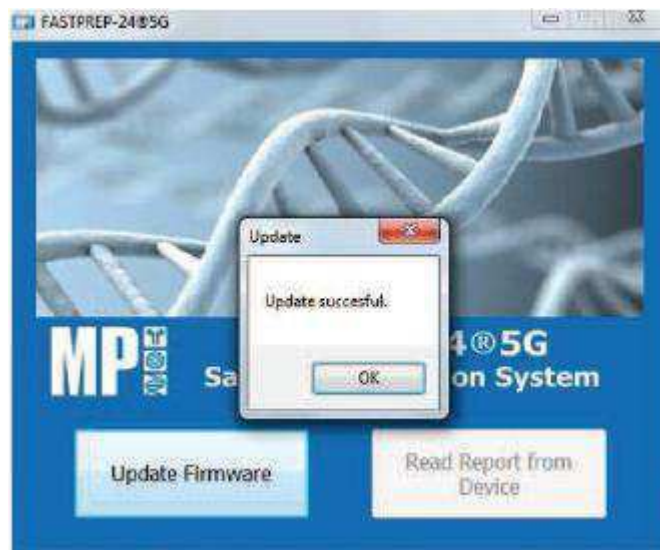 FASTPREP-24®5G
Update
Update succesful.
OK
MP
4®5G
Sa
on System
Update Firmware
Read Report from
Device